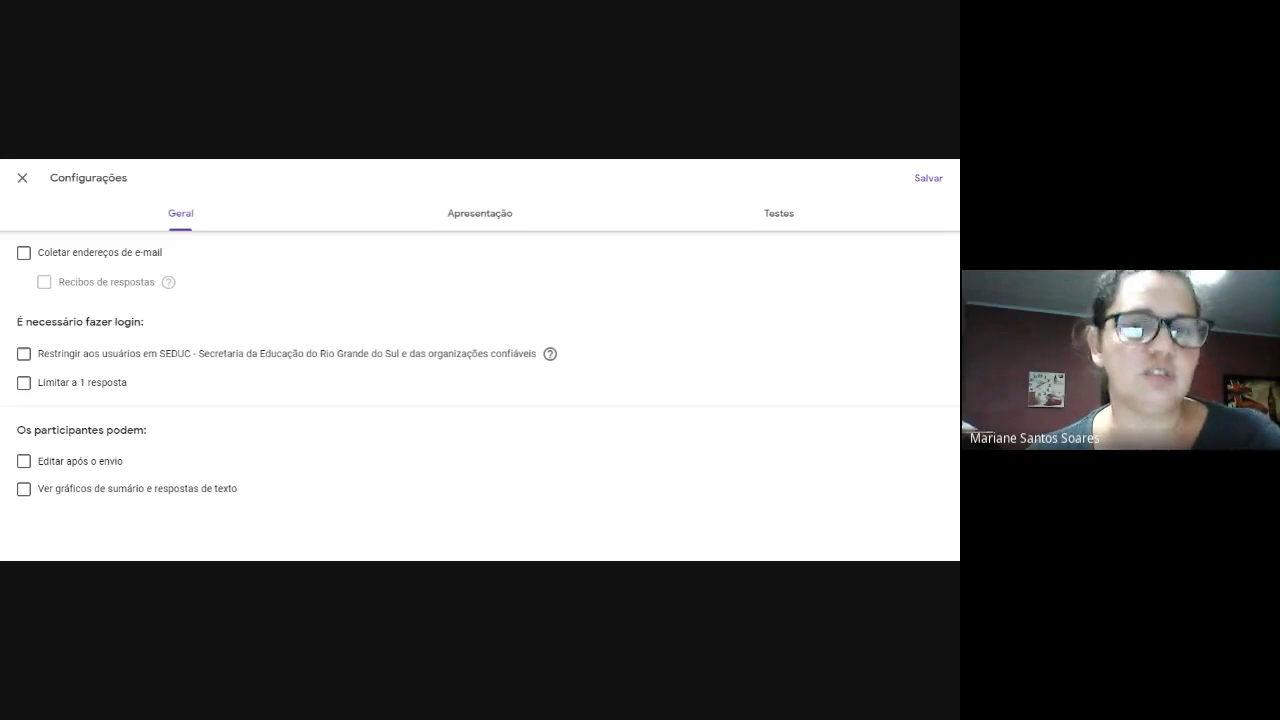 Configurações
Salvar
Geral
Apresentação
Testes
Coletar endereços de e-mail
Recibos de respostas ?
É necessário fazer login:
Restringir aos usuários em SEDUC - Secretaria da Educação do Rio Grande do Sul e das organizações confiáveis ?
Limitar a 1 resposta
Os participantes podem:
Editar após o envio
Ver gráficos de sumário e respostas de texto
Mariane Santos Soares